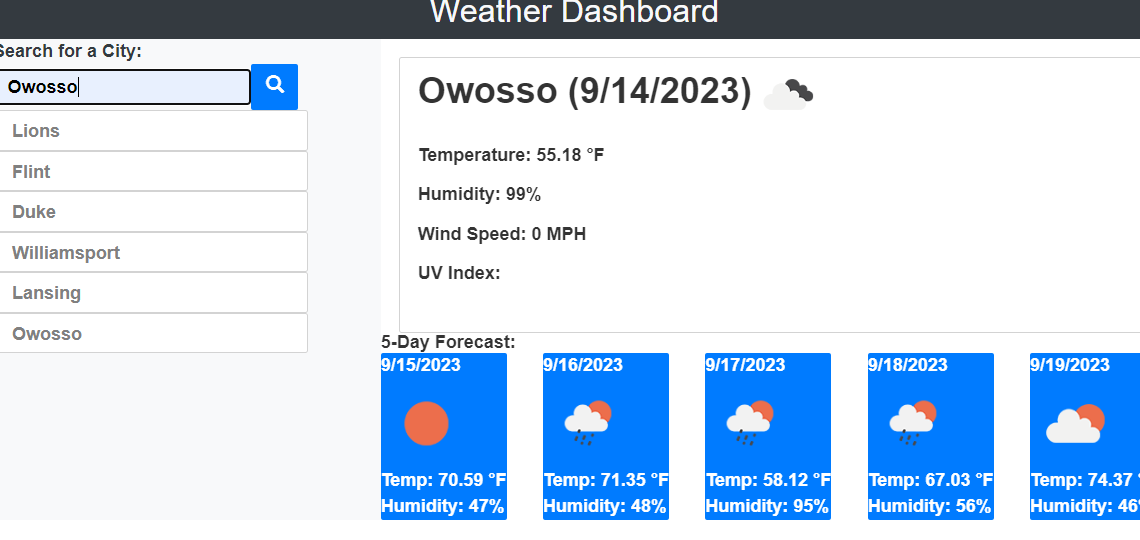 Weather Dashboard
Search for a City:
Owosso
Lions
Flint
Duke
Williamsport
Lansing
Owosso
Owosso (9/14/2023)
Temperature: 55.18 °F
Humidity: 99%
Wind Speed: 0 MPH
UV Index:
5-Day Forecast:
9/15/2023
Temp: 70.59 °F
Humidity: 47%
9/16/2023
Temp: 71.35 °F
Humidity: 48%
9/17/2023
Temp: 58.12 °F
Humidity: 95%
9/18/2023
Temp: 67.03 °F
Humidity: 56%
9/19/2023
Temp: 74.37 °
Humidity: 46